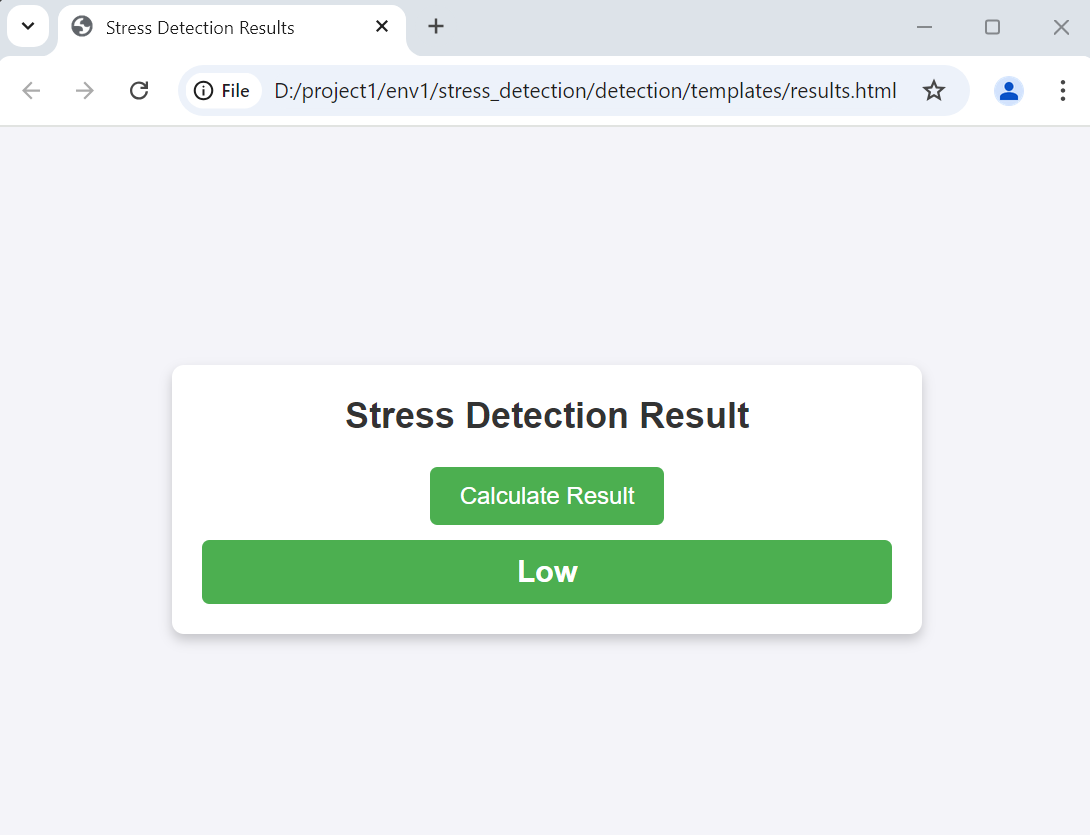 Stress Detection Results
File D:/project1/env1/stress_detection/detection/templates/results.html
Stress Detection Result
Calculate Result
Low